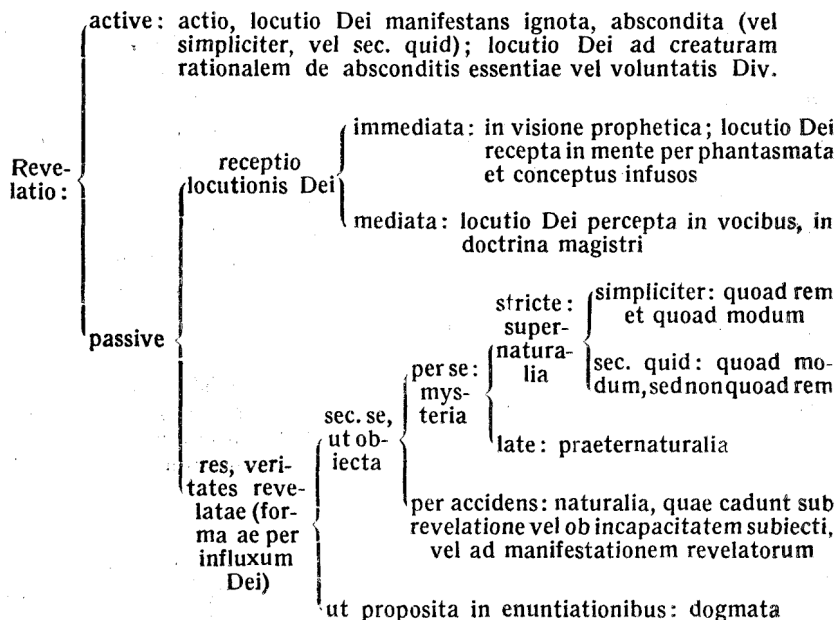 active: actio, locutio Dei manifestans ignota, abscondita (vel
simpliciter, vel sec. quid); locutio Dei ad creaturam
rationalem de absconditis essentiae vel voluntatis Div.
Reve-
latio:
receptio
locutionis Dei
immediata: in visione prophetica; locutio Dei
recepta in mente per phantasmata
et conceptus infusos
mediata: locutio Dei percepta in vocibus, in
doctrina magistri
passive
res, veri-
tates reve-
latae (for-
ma ae per
influxum
Dei)
sec. se,
ut ob-
iecta
per se:
mys-
teria
stricte:
super-
natura-
lia
simpliciter: quoad rem
et quoad modum
sec. quid: quoad mo-
dum, sed non quoad rem
late: praeternaturalia
per accidens: naturalia, quae cadunt sub
revelatione vel ob incapacitatem subiecti,
vel ad manifestationem revelatorum
ut proposita in enuntiationibus: dogmata